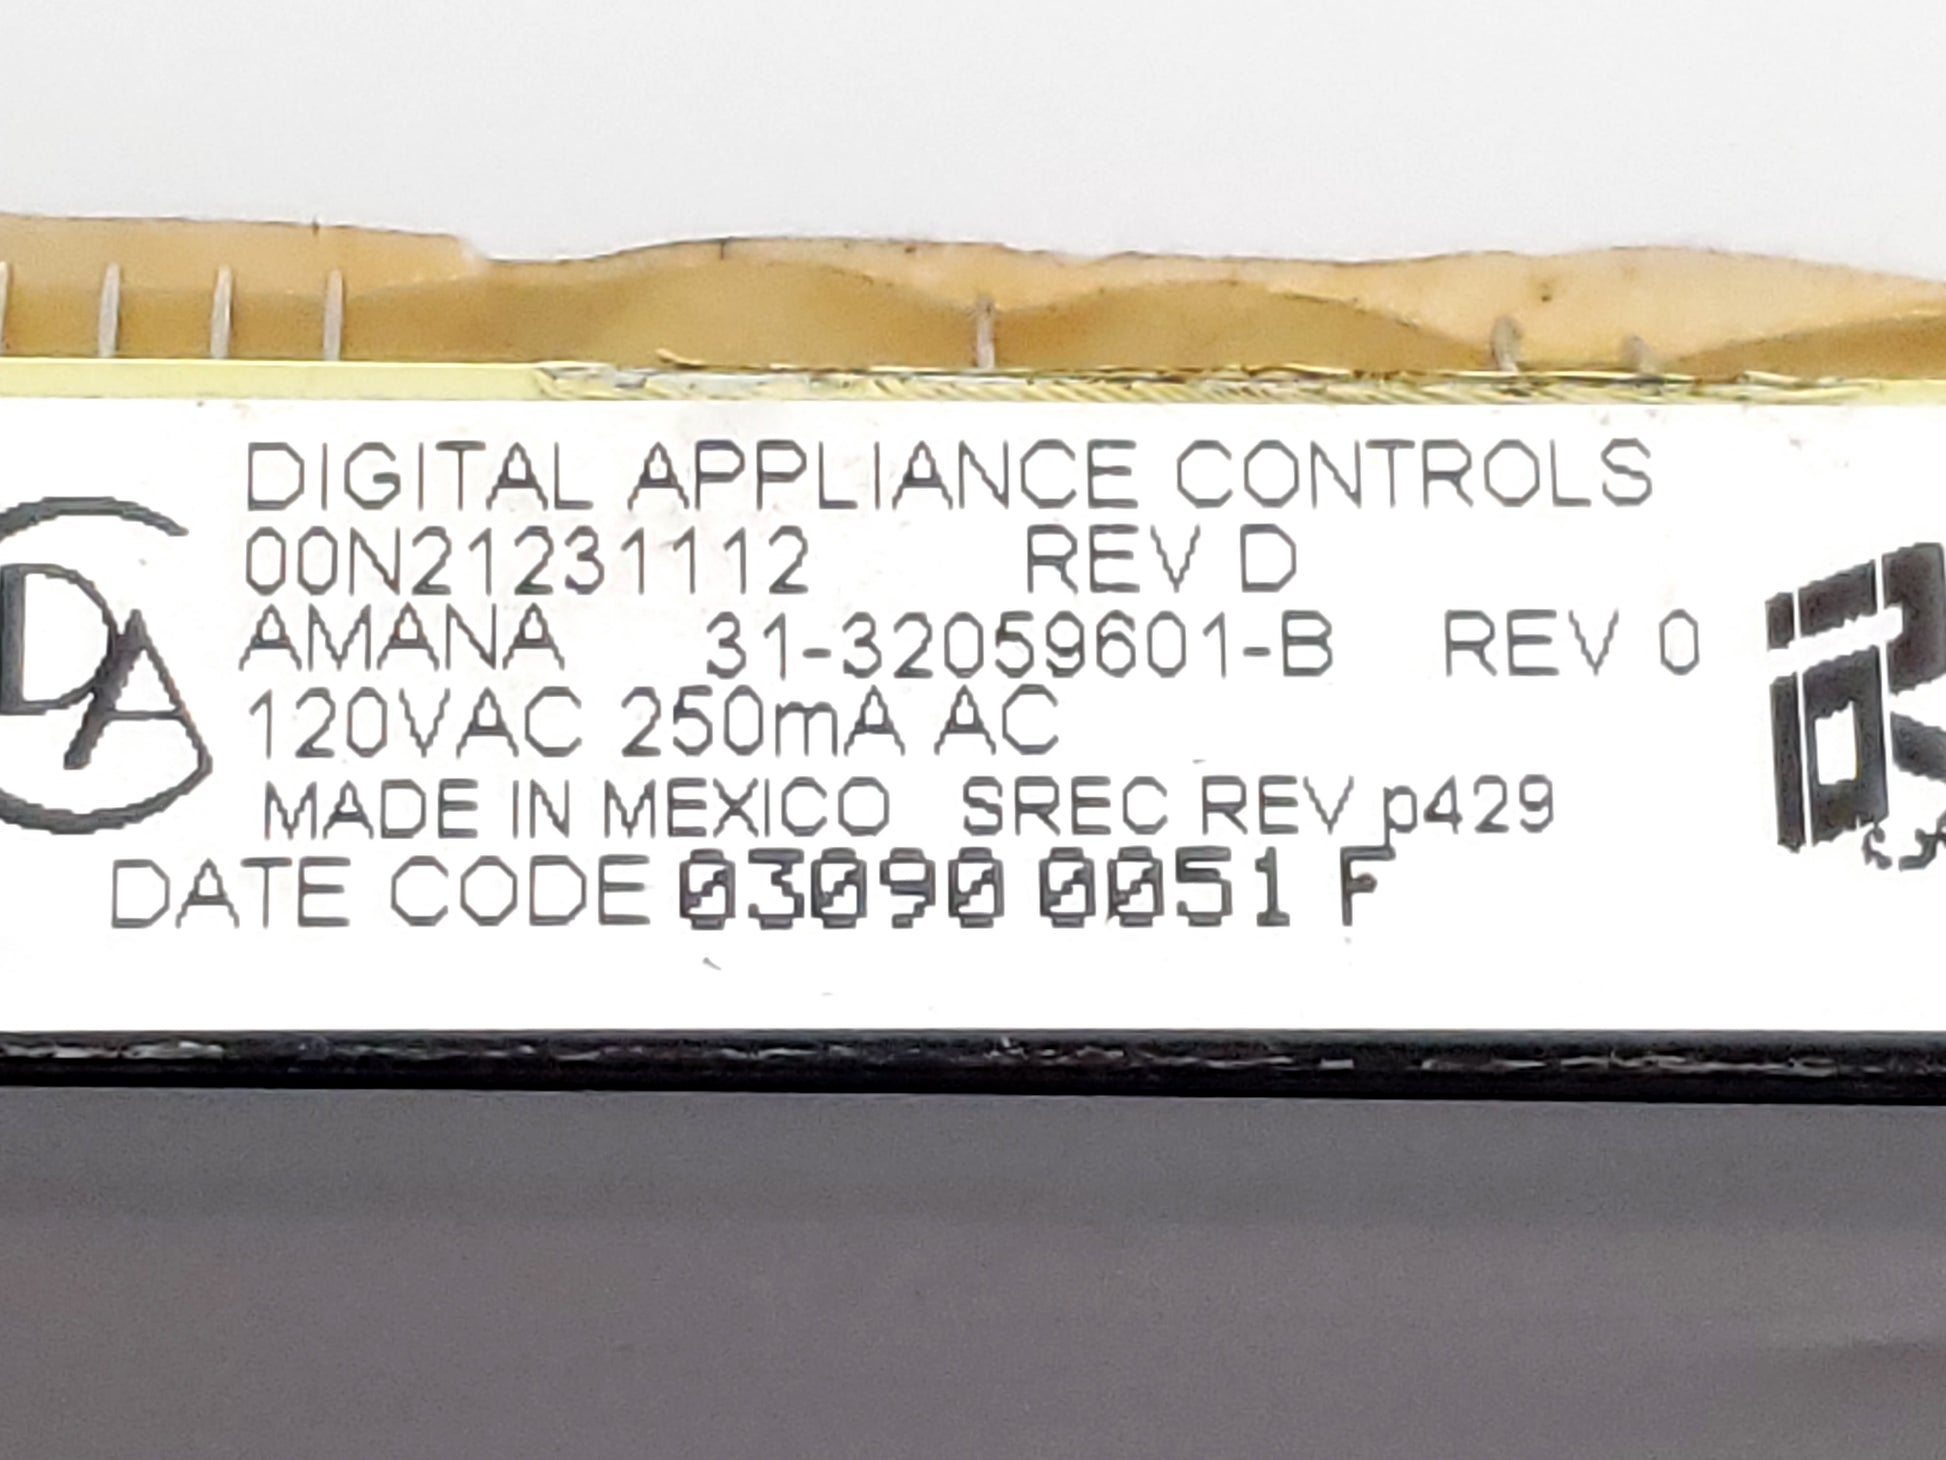 DIGITAL APPLIANCE CONTROLS
00N21231112 REV D
AMANA 31-32059601-B REV 0
120VAC 250mA AC
MADE IN MEXICO SREC REV p429
DATE CODE 03090 0051 F
DA